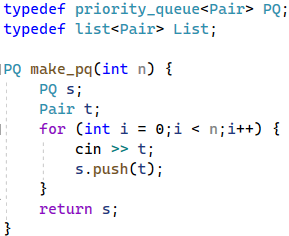 typedef priority_queue<Pair> PQ;
typedef list<Pair> List;
PQ make_pq(int n) {
PQ s;
Pair t;
for (int i = 0;i < n;i++) {
cin >> t;
s.push(t);
}
return s;
}